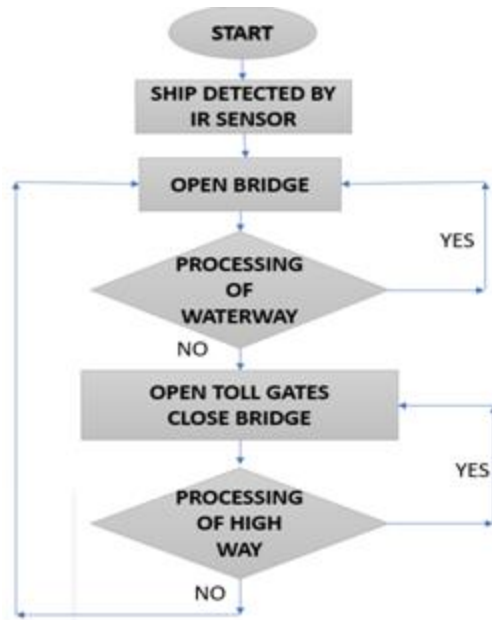 START
SHIP DETECTED BY
IR SENSOR
OPEN BRIDGE
YES
PROCESSING
OF
WATERWAY
NO
OPEN TOLL GATES
CLOSE BRIDGE
YES
PROCESSING
OF HIGH
WAY
NO